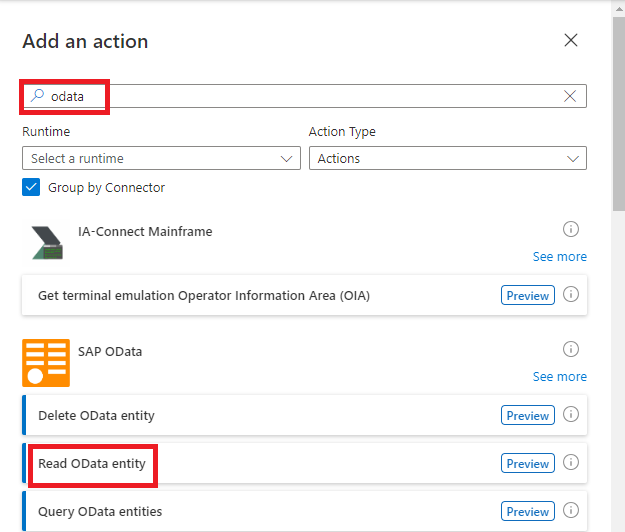 Add an action
odata
Runtime
Action Type
Select a runtime
Actions
Group by Connector
IA-Connect Mainframe
See more
Get terminal emulation Operator Information Area (OIA)
Preview
SAP OData
See more
Delete OData entity
Preview
Read OData entity
Preview
Query OData entities
Preview